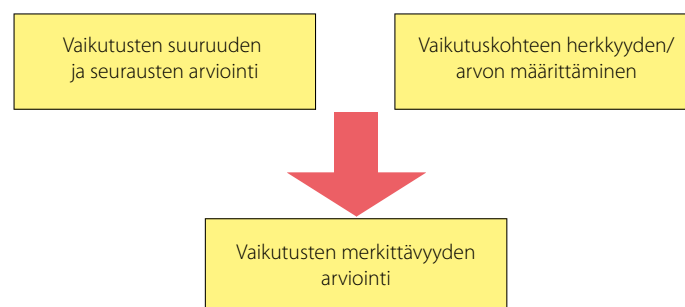 Vaikutusten suuruuden
ja seurausten arviointi
Vaikutuskohteen herkkyyden/
arvon määrittäminen
Vaikutusten merkittävyyden
arviointi